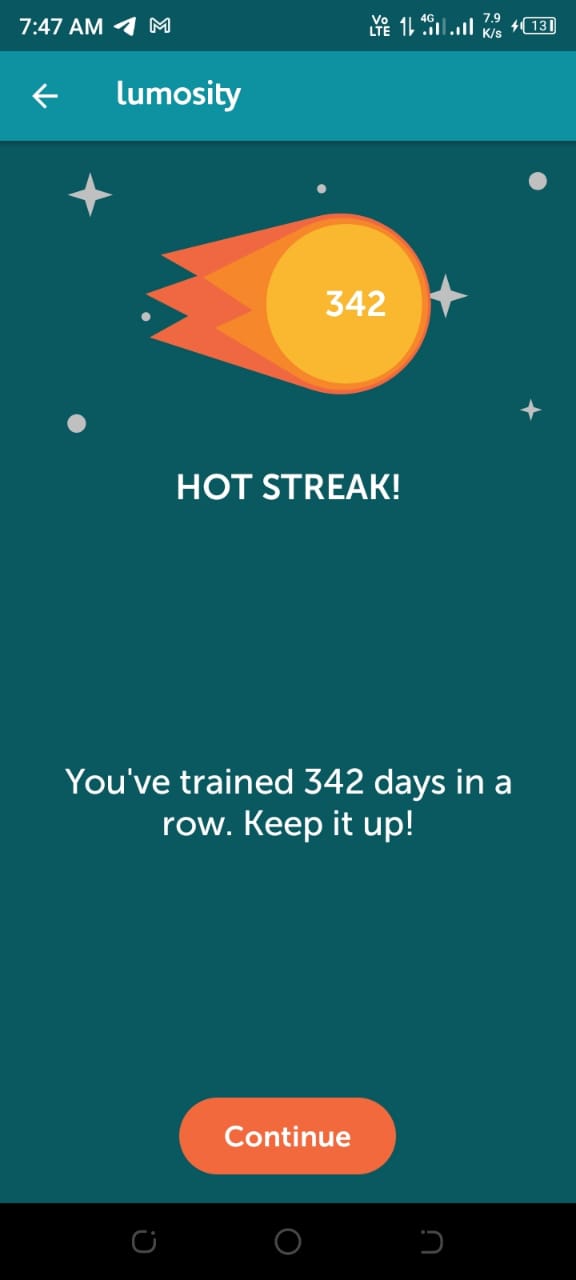 7:47 AM
Vo LTE 4G 7.9 K/s 13
lumosity
342
HOT STREAK!
You've trained 342 days in a
row. Keep it up!
Continue